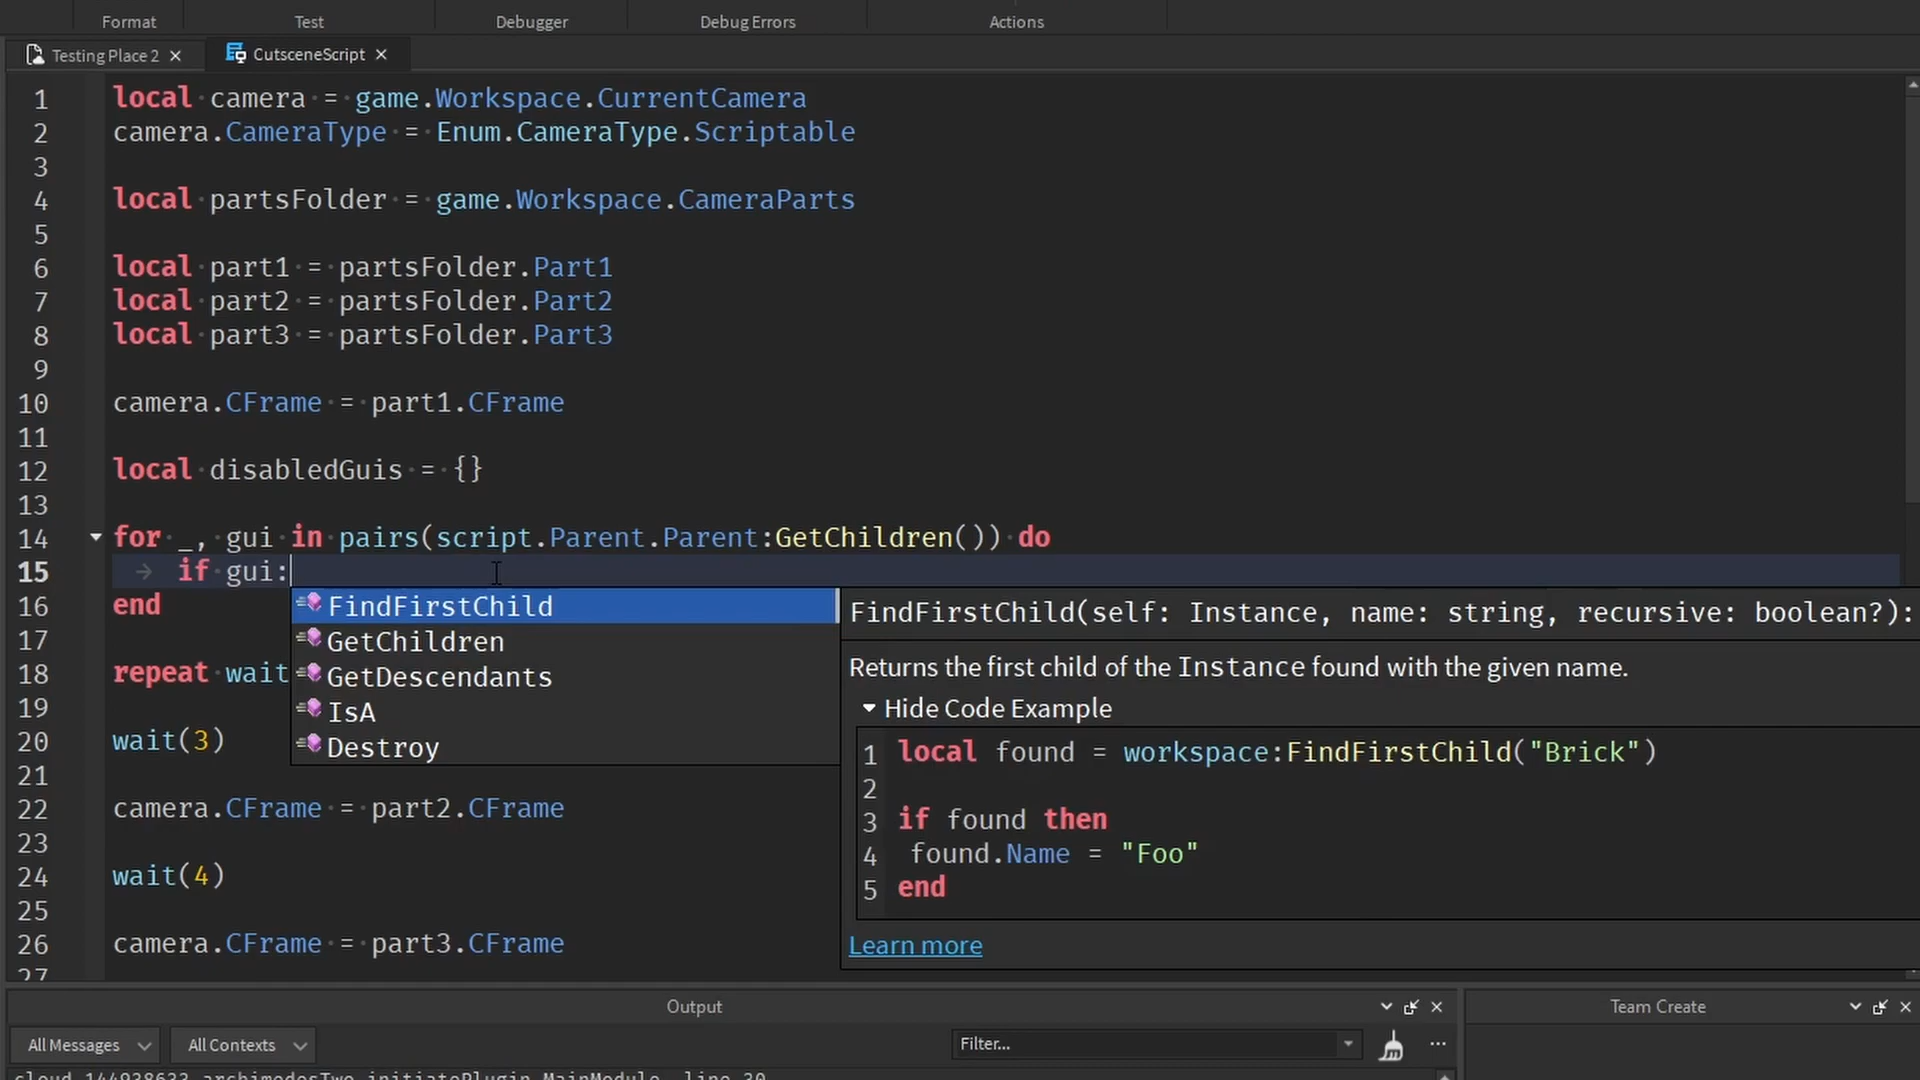 Format Test Debugger Debug Errors Actions
Testing Place 2 CutsceneScript
1 local camera = game.Workspace.CurrentCamera
2 camera.CameraType = Enum.CameraType.Scriptable
3
4 local partsFolder = game.Workspace.CameraParts
5
6 local part1 = partsFolder.Part1
7 local part2 = partsFolder.Part2
8 local part3 = partsFolder.Part3
9
10 camera.CFrame = part1.CFrame
11
12 local disabledGuis = {}
13
14 for _, gui in pairs(script.Parent.Parent:GetChildren()) do
15 if gui:
16 end
17
18 repeat wait
19
20 wait(3)
21
22 camera.CFrame = part2.CFrame
23
24 wait(4)
25
26 camera.CFrame = part3.CFrame
27
FindFirstChild
GetChildren
GetDescendants
IsA
Destroy
FindFirstChild(self: Instance, name: string, recursive: boolean?):
Returns the first child of the Instance found with the given name.
Hide Code Example
1 local found = workspace:FindFirstChild("Brick")
2
3 if found then
4 found.Name = "Foo"
5 end
Learn more
Output
Team Create
All Messages All Contexts Filter... ...
cloud_144938633.archimedesTwo.initiatePlugin.MainModule, line 30